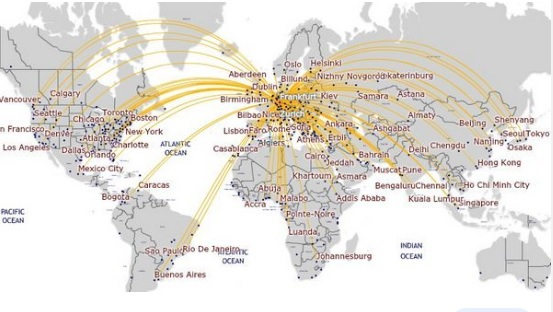 Oslo
Helsinki
Aberdeen
Billund
Nizhny Novgorod
katerinburg
Dublin
Calgary
Vancouver
Birmingham
Frankfurt
Kiev
Samara
Astana
Seattle
Chicago
Toronto
Boston
Bilbao
Nice
Almaty
Beijing
Shenyang
n Francisco
Denver
New York
Lisbon
Faro
Rome
Ankara
Ashgabat
Seoul
Tokyo
Los Angeles
Atlanta
Charlotte
Algiers
Athens
Erbil
Nanjing
Osaka
Dallas
Orlando
ATLANTIC
OCEAN
Casablanca
Cairo
Bahrain
Delhi
Chengdu
Mexico City
Jeddah
Muscat
Pune
Hong Kong
Caracas
Khartoum
Asmara
Bengaluru
Chennai
Ho Chi Minh City
Bogota
Abuja
Accra
Malabo
Addis Ababa
Kuala Lumpur
Singapore
PACIFIC
OCEAN
Pointe-Noire
Luanda
Sao Paulo
Rio De Janeiro
ATLANTIC
OCEAN
INDIAN
OCEAN
Johannesburg
Buenos Aires